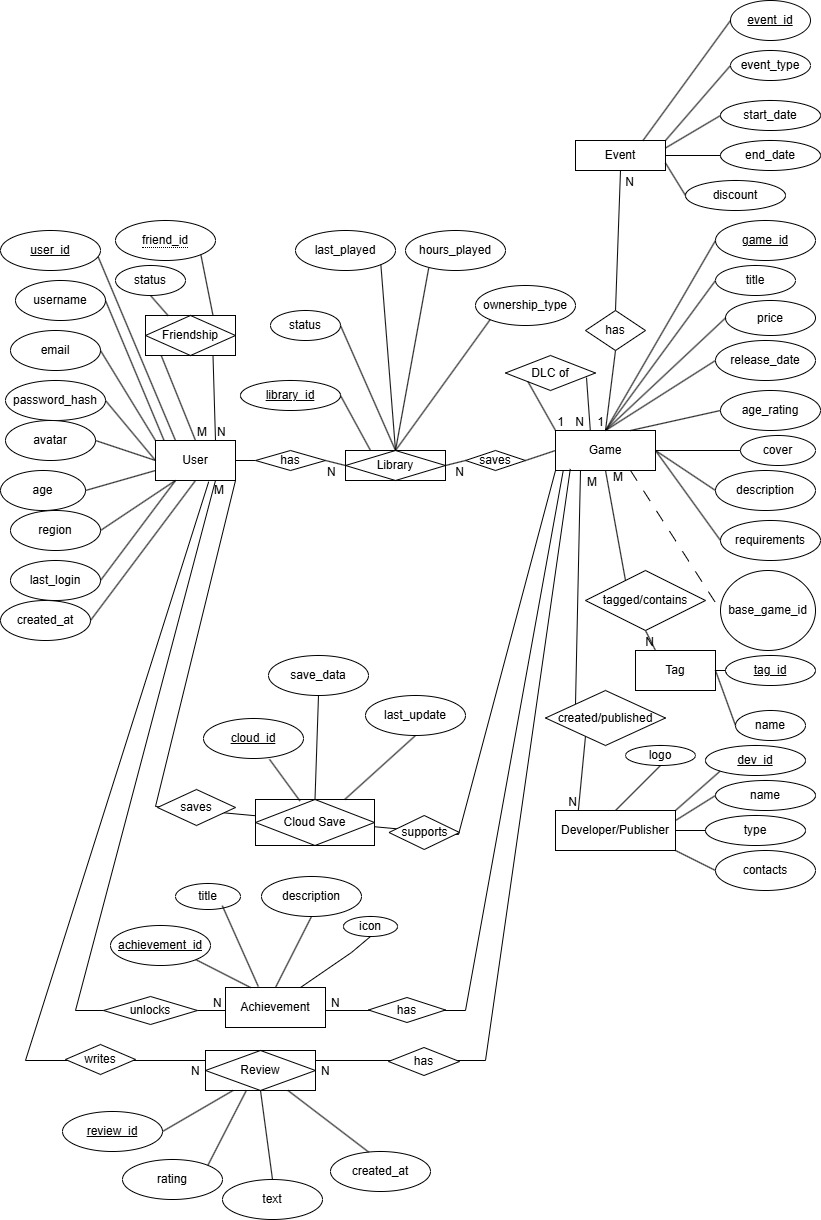 event_id
event_type
start_date
Event
end_date
N
discount
user_id
friend_id
last_played
hours_played
game_id
status
title
username
ownership_type
price
status
Friendship
has
email
release_date
DLC of
library_id
password_hash
age_rating
1 N 1
M N
avatar
User
has
Library
saves
Game
cover
N
N
M
M
age
M
description
region
requirements
last_login
tagged/contains
created_at
base_game_id
N
Tag
tag_id
save_data
last_update
created/published
name
cloud_id
logo
dev_id
name
saves
N
Cloud Save
supports
Developer/Publisher
type
contacts
title
description
icon
achievement_id
unlocks
N
Achievement
N
has
writes
N
Review
N
has
review_id
rating
created_at
text